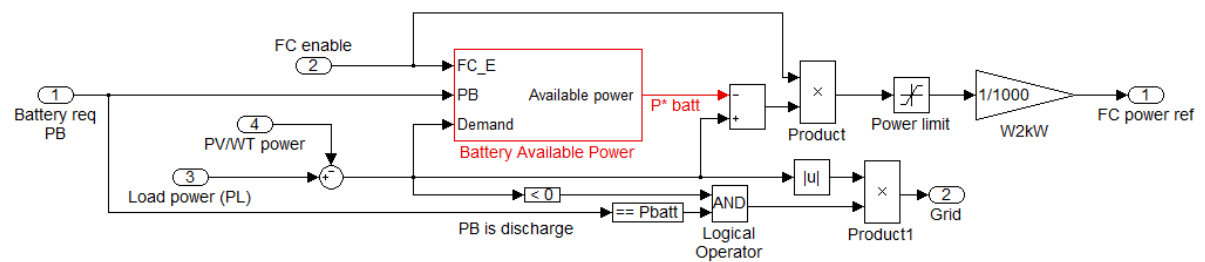 FC enable
2
FC_E
PB
Demand
Available power
Battery Available Power
P* batt
−
+
×
Product
Power limit
1/1000
W2kW
1
FC power ref
1
Battery req
PB
4
PV/WT power
3
Load power (PL)
+
−
< 0
PB is discharge
== Pbatt
AND
Logical
Operator
|u|
×
Product1
2
Grid